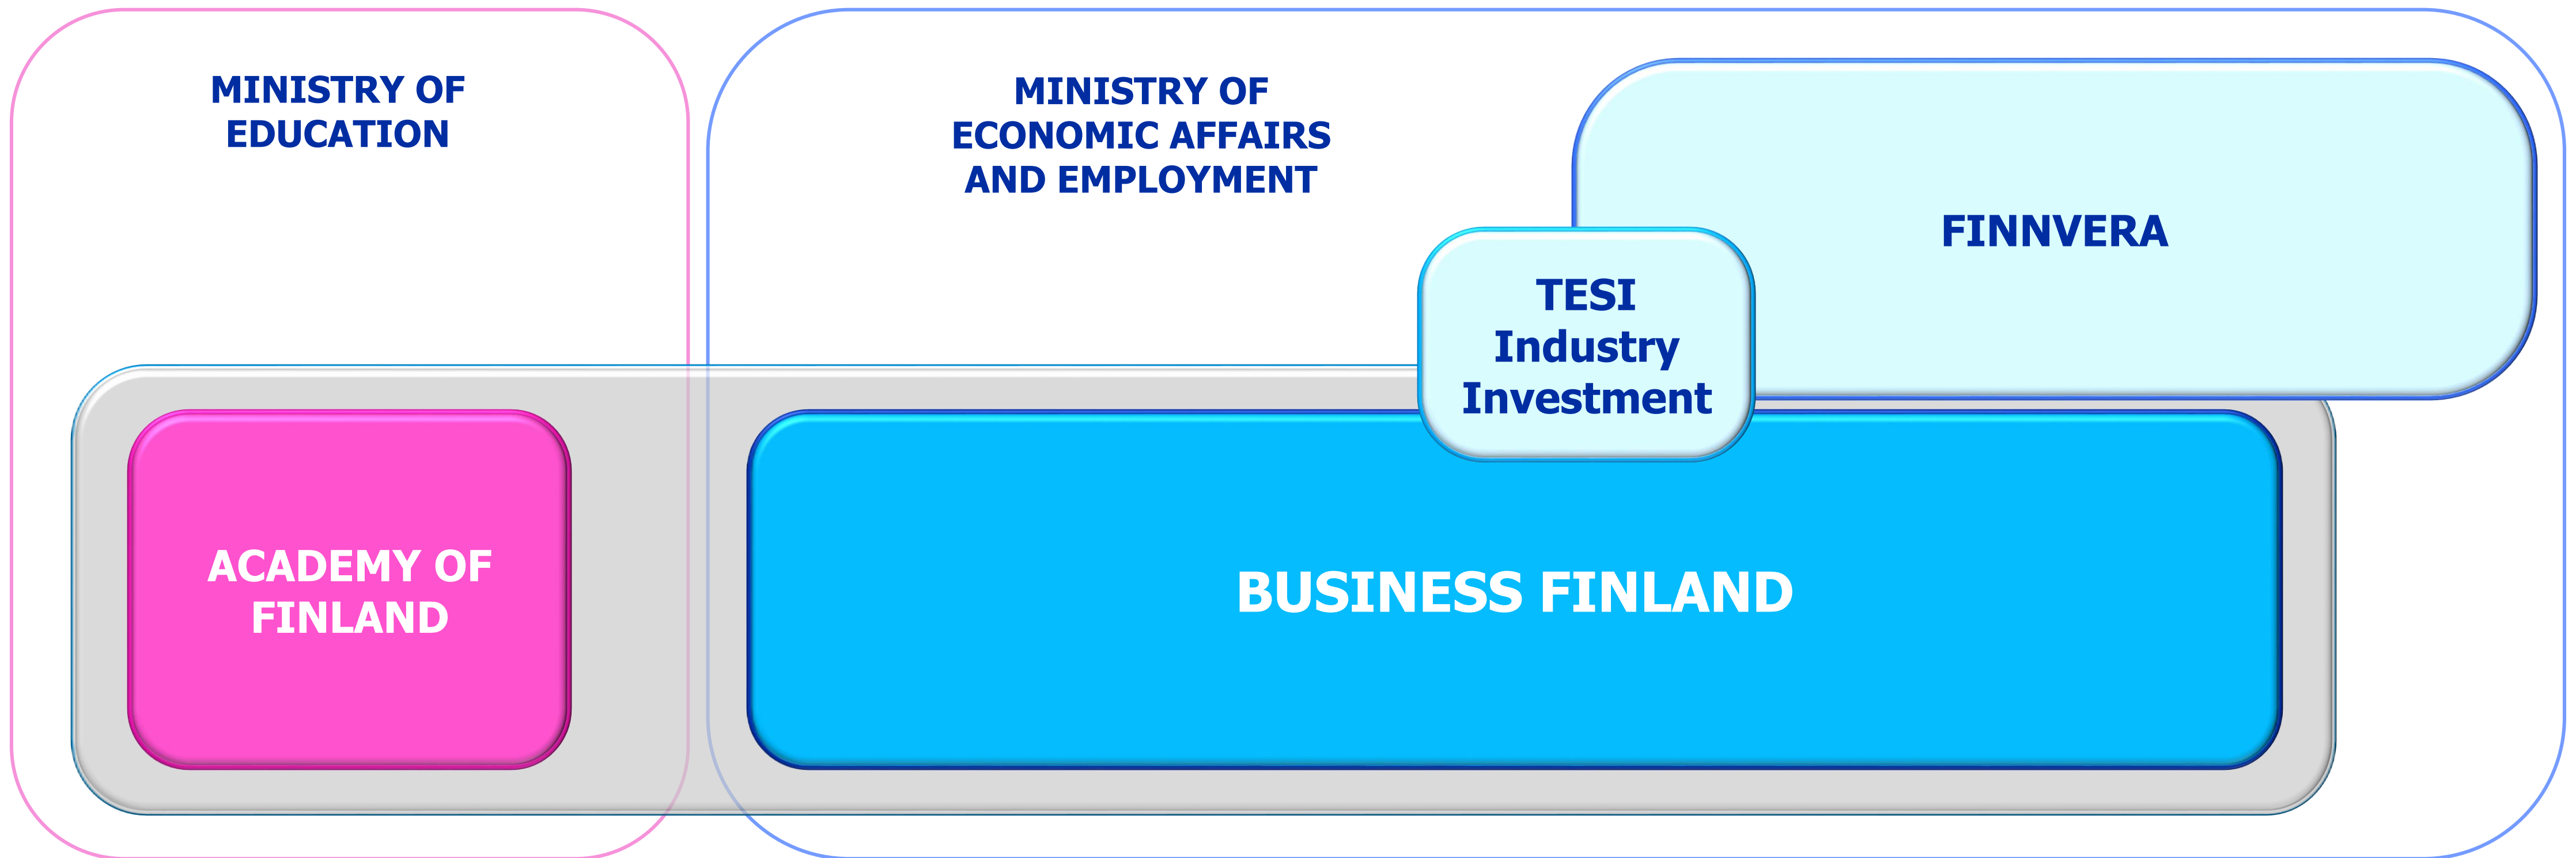 MINISTRY OF
EDUCATION
MINISTRY OF
ECONOMIC AFFAIRS
AND EMPLOYMENT
FINNVERA
TESI
Industry
Investment
ACADEMY OF
FINLAND
BUSINESS FINLAND